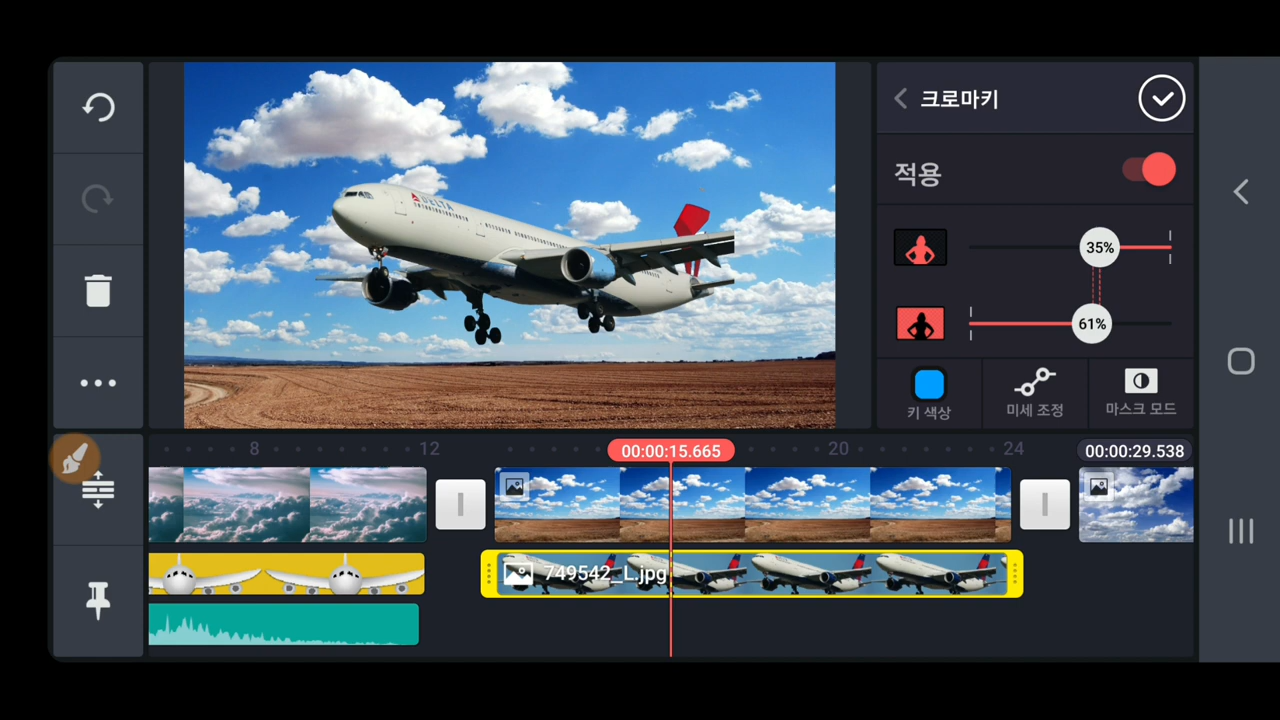 크로마키
적용
35%
61%
키 색상
미세 조정
마스크 모드
DELTA
8
12
00:00:15.665
20
24
00:00:29.538
749542_L.jpg